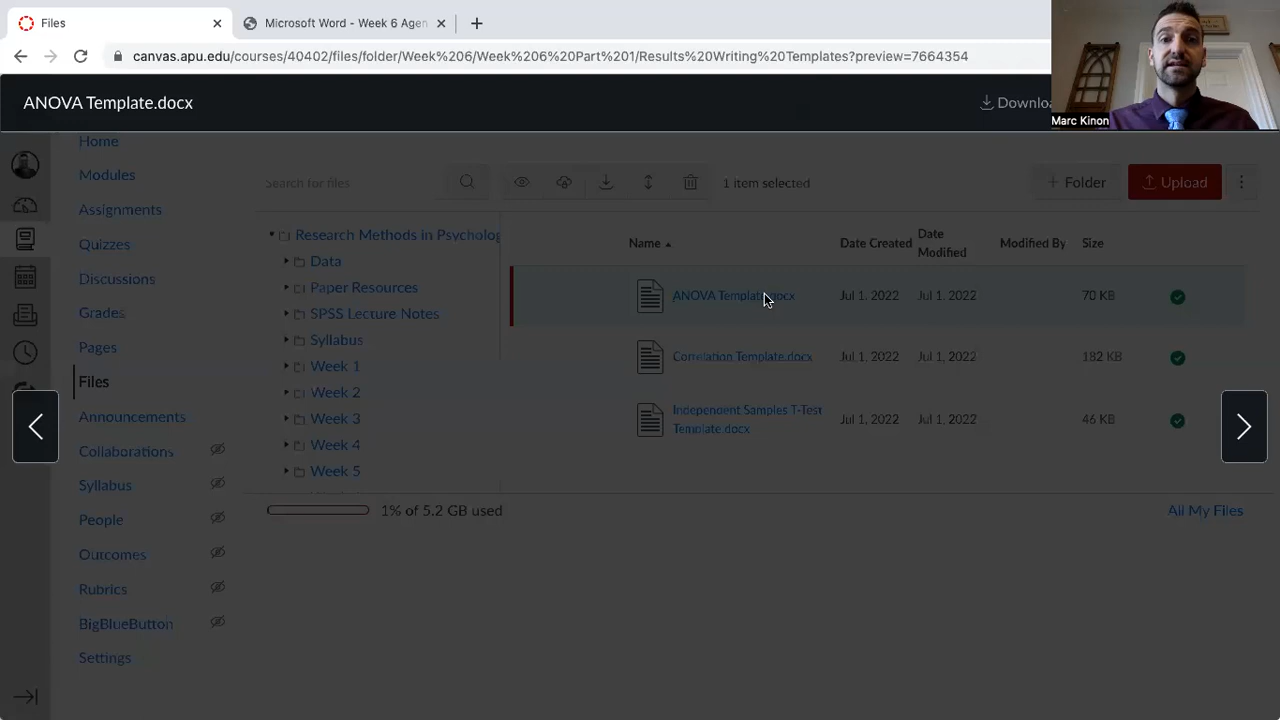 Files
Microsoft Word - Week 6 Agen
canvas.apu.edu/courses/40402/files/folder/Week%206/Week%206%20Part%201/Results%20Writing%20Templates?preview=7664354
ANOVA Template.docx
Downlo
Marc Kinon
Home
Modules
Assignments
Quizzes
Discussions
Grades
Pages
Files
Announcements
Collaborations
Syllabus
People
Outcomes
Rubrics
BigBlueButton
Settings
Search for files
1 item selected
+ Folder
Upload
Research Methods in Psycholog
Data
Paper Resources
SPSS Lecture Notes
Syllabus
Week 1
Week 2
Week 3
Week 4
Week 5
Name
Date Created
Date Modified
Modified By
Size
ANOVA Template.docx
Jul 1, 2022
Jul 1, 2022
70 KB
Correlation Template.docx
Jul 1, 2022
Jul 1, 2022
182 KB
Independent Samples T-Test
Template.docx
Jul 1, 2022
Jul 1, 2022
46 KB
1% of 5.2 GB used
All My Files